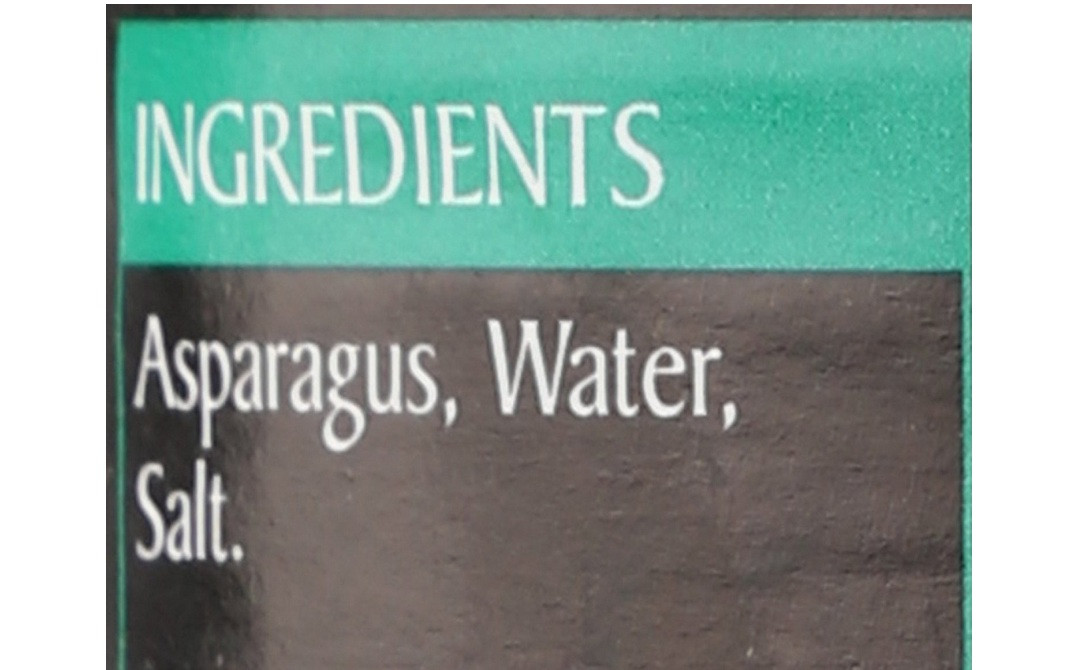 INGREDIENTS
Asparagus, Water,
Salt.